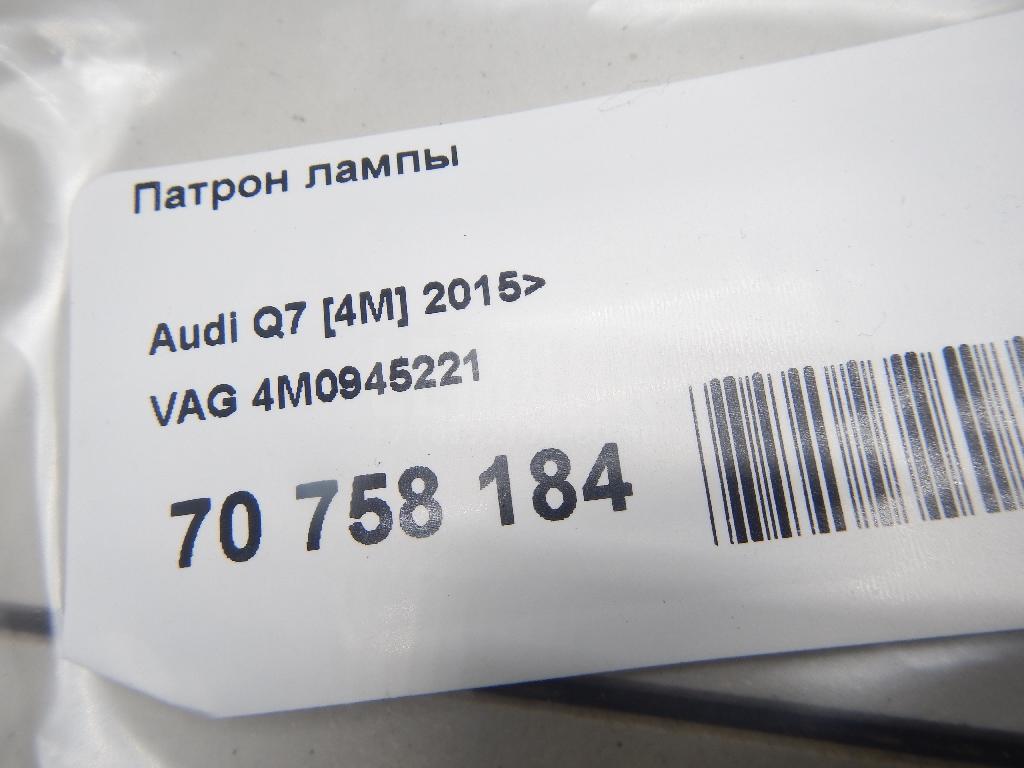 Патрон лампы
Audi Q7 [4M] 2015>
VAG 4M0945221
70 758 184